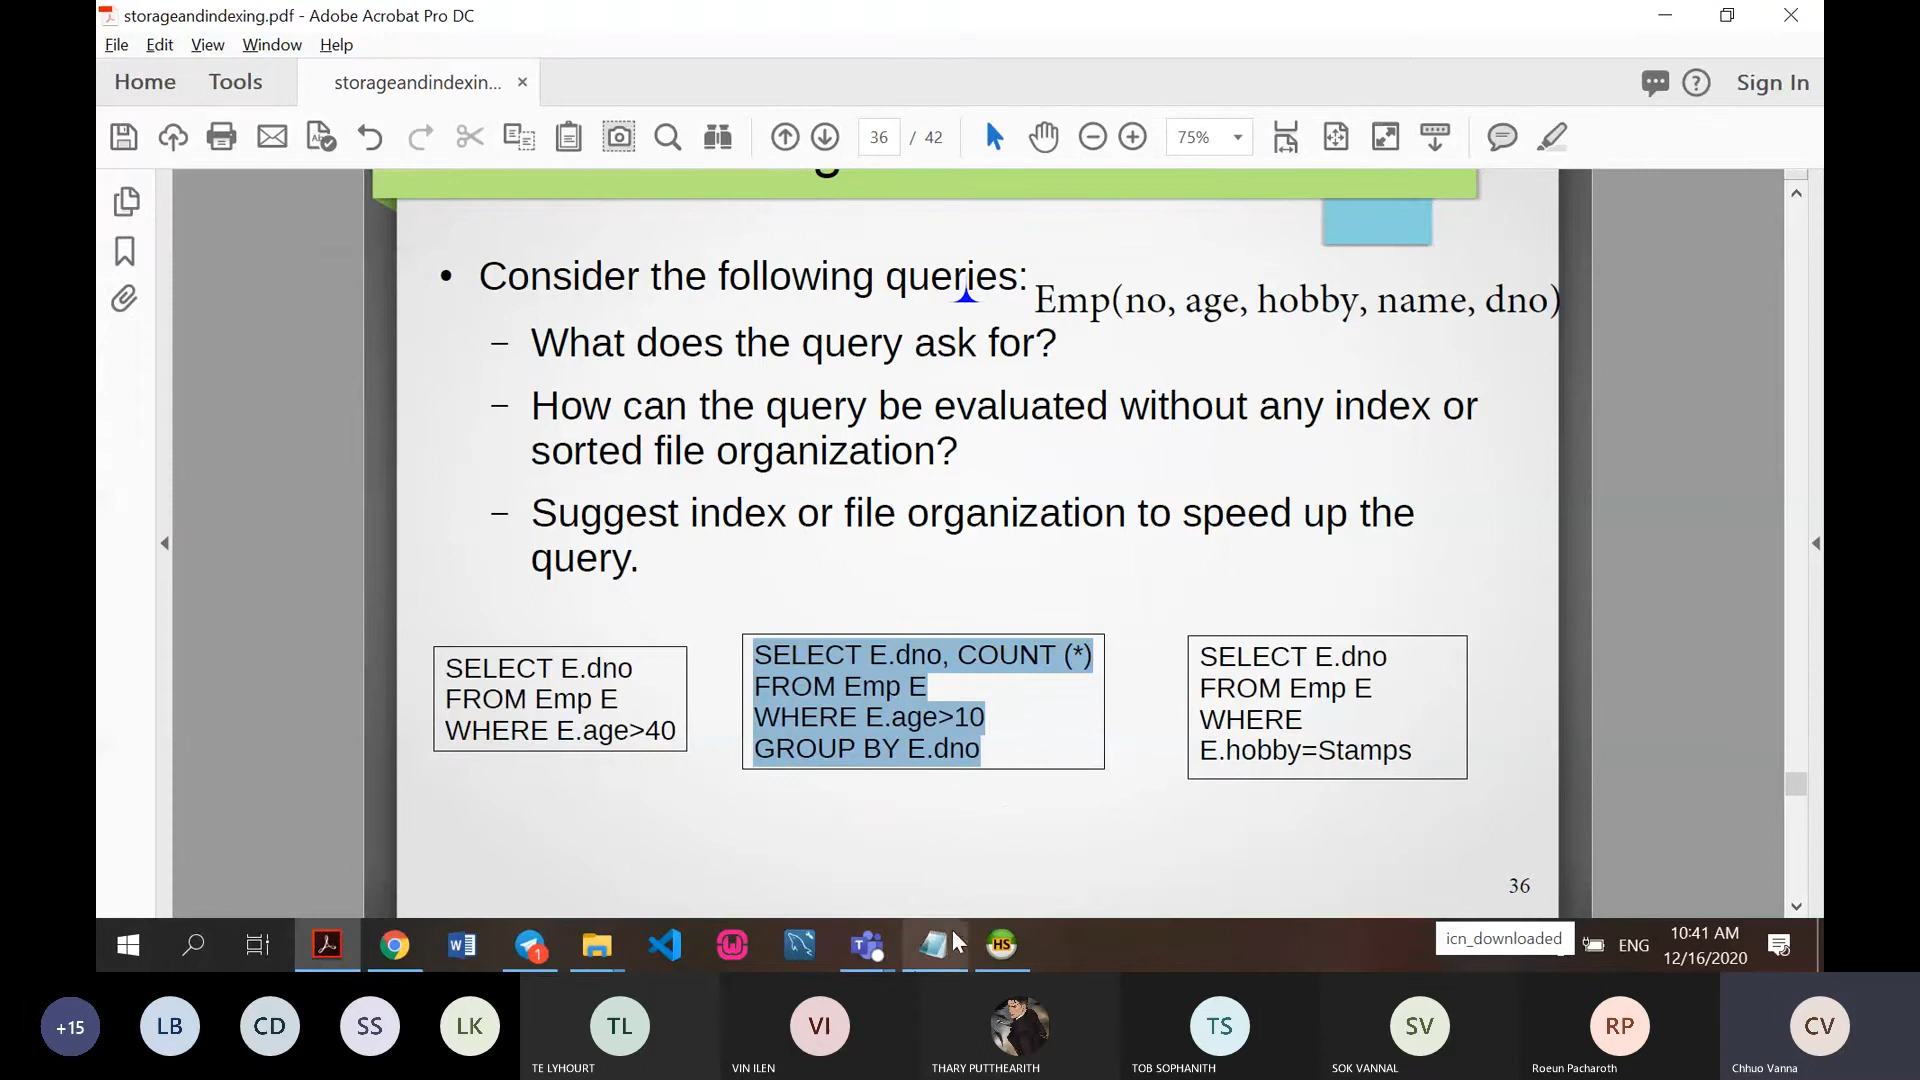 storageandindexing.pdf - Adobe Acrobat Pro DC
File Edit View Window Help
Home Tools storageandindexin... × Sign In
36 / 42 75%
Consider the following queries:
Emp(no, age, hobby, name, dno)
– What does the query ask for?
– How can the query be evaluated without any index or
sorted file organization?
– Suggest index or file organization to speed up the
query.
SELECT E.dno
FROM Emp E
WHERE E.age>40
SELECT E.dno, COUNT (*)
FROM Emp E
WHERE E.age>10
GROUP BY E.dno
SELECT E.dno
FROM Emp E
WHERE
E.hobby=Stamps
36
icn_downloaded
1
HS
ENG
10:41 AM
12/16/2020
+15 LB CD SS LK TL VI TS SV RP CV
TE LYHOURT VIN ILEN THARY PUTTHEARITH TOB SOPHANITH SOK VANNAL Roeun Pacharoth Chhuo Vanna